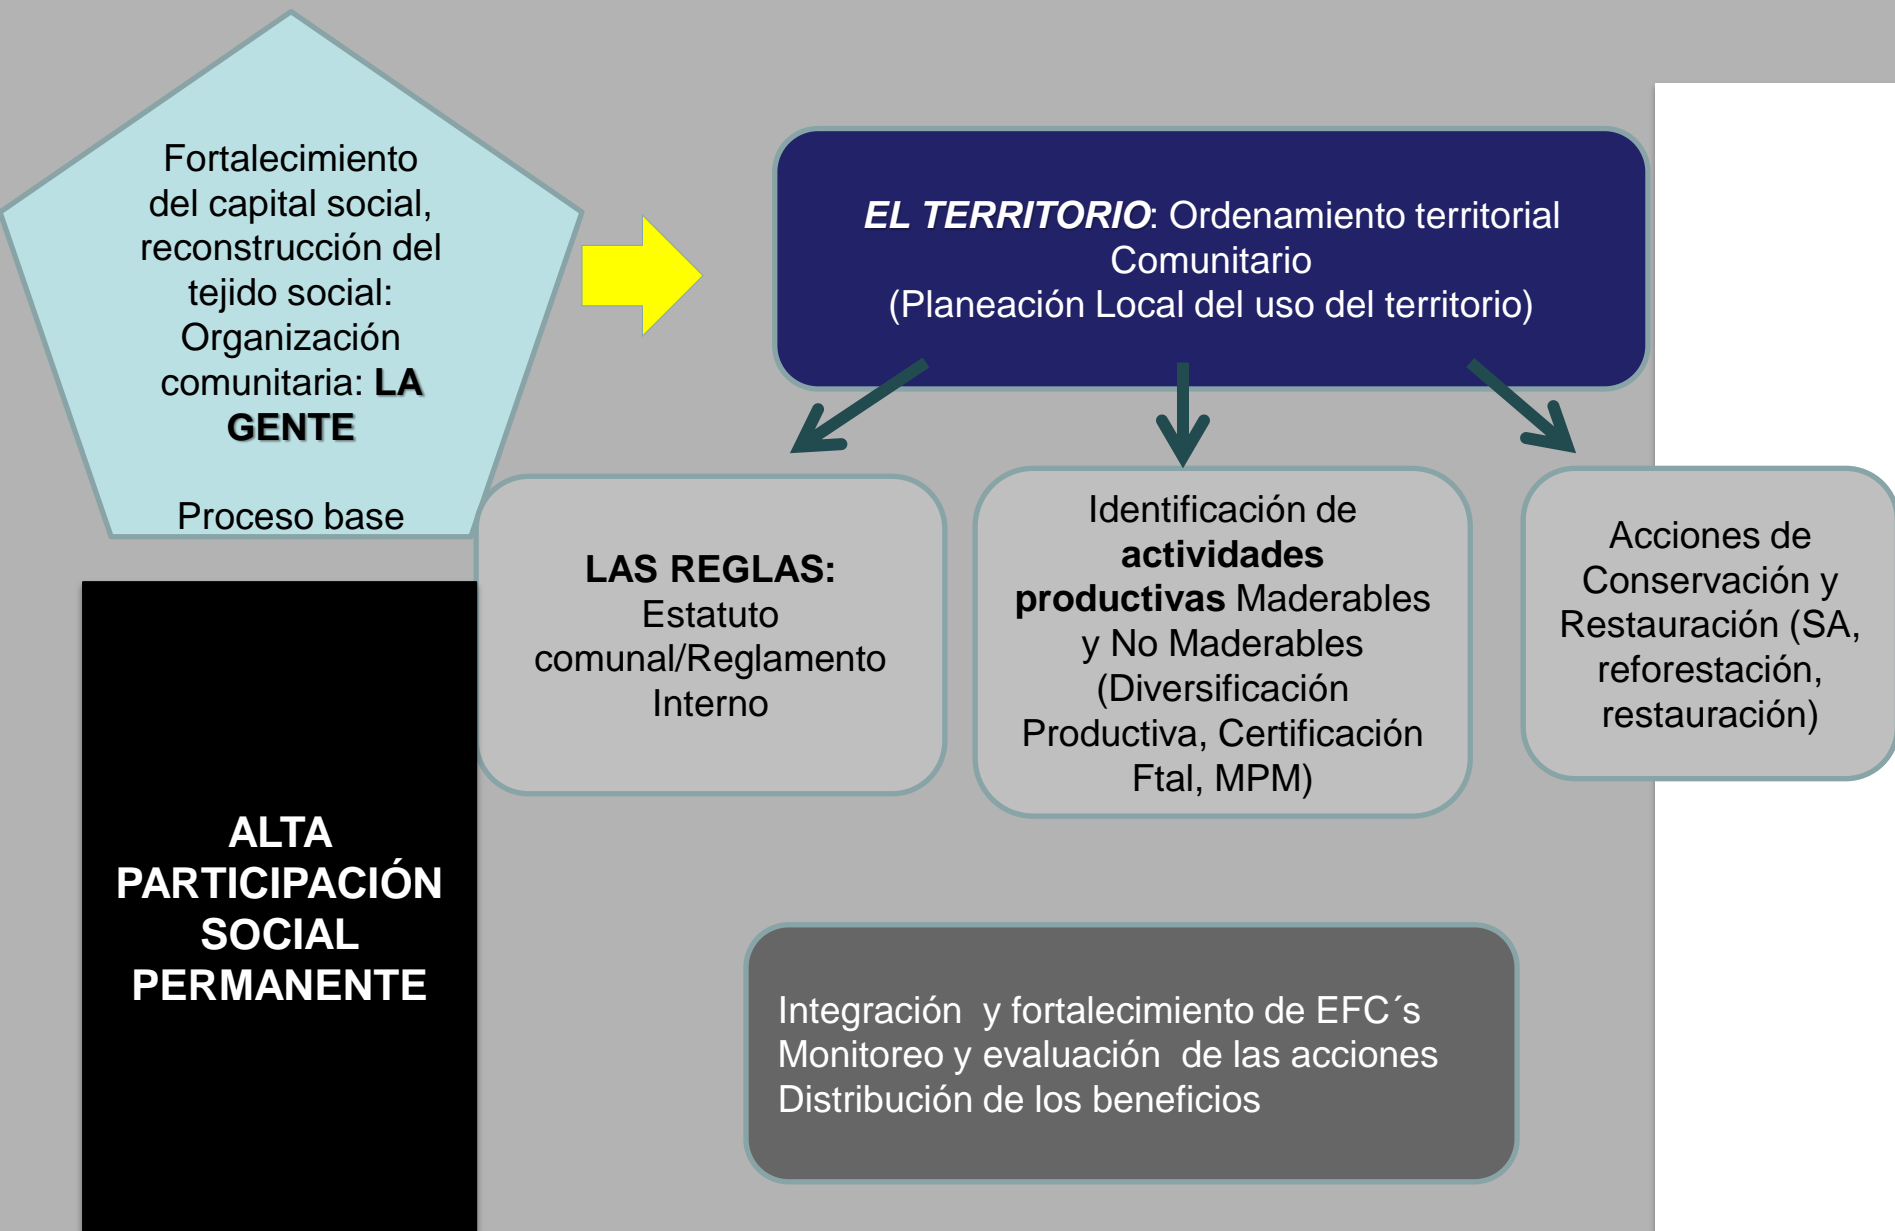 Fortalecimiento
del capital social,
reconstrucción del
tejido social:
Organización
comunitaria: LA
GENTE
Proceso base
EL TERRITORIO: Ordenamiento territorial
Comunitario
(Planeación Local del uso del territorio)
LAS REGLAS:
Estatuto
comunal/Reglamento
Interno
Identificación de
actividades
productivas Maderables
y No Maderables
(Diversificación
Productiva, Certificación
Ftal, MPM)
Acciones de
Conservación y
Restauración (SA,
reforestación,
restauración)
ALTA
PARTICIPACIÓN
SOCIAL
PERMANENTE
Integración  y fortalecimiento de EFC´s
Monitoreo y evaluación  de las acciones
Distribución de los beneficios